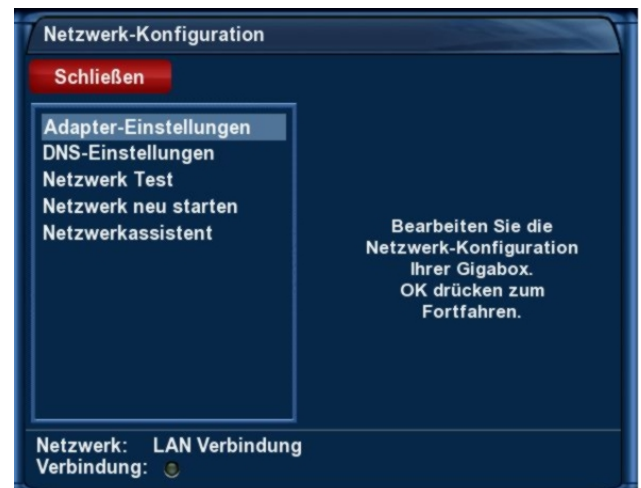 Netzwerk-Konfiguration
Schließen
Adapter-Einstellungen
DNS-Einstellungen
Netzwerk Test
Netzwerk neu starten
Netzwerkassistent
Bearbeiten Sie die
Netzwerk-Konfiguration
Ihrer Gigabox.
OK drücken zum
Fortfahren.
Netzwerk: LAN Verbindung
Verbindung: